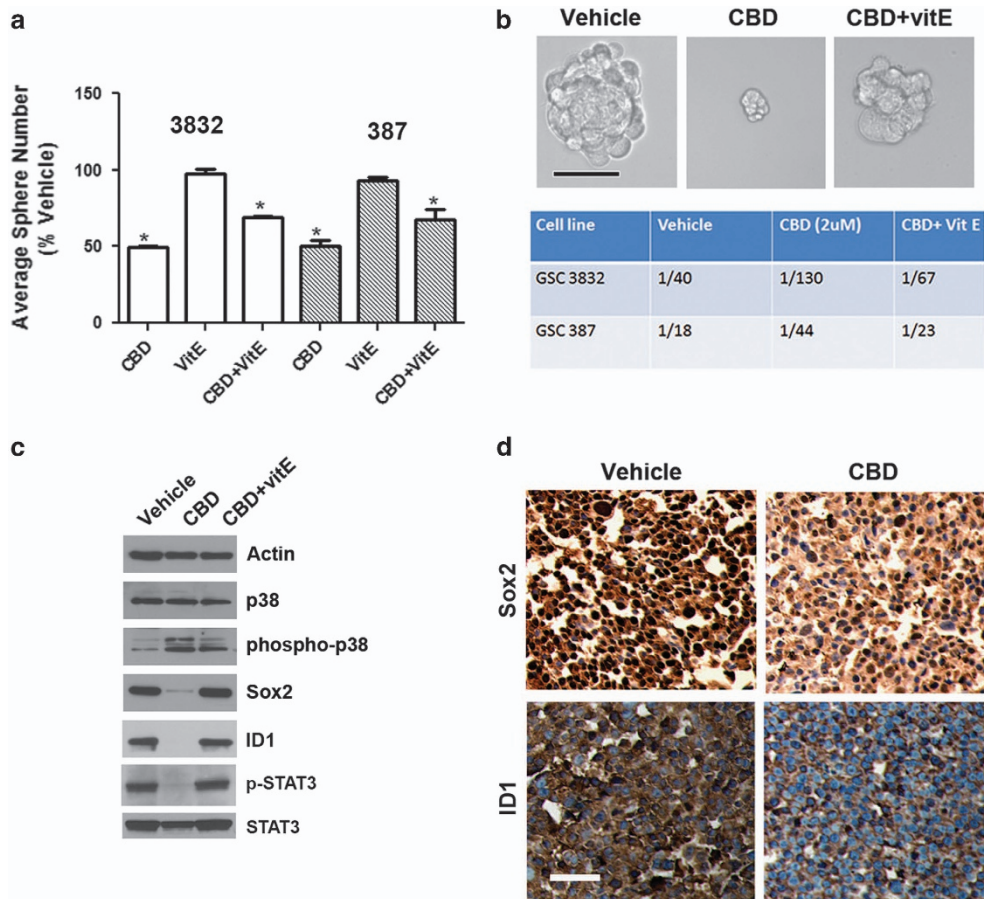 a
Average Sphere Number
(% Vehicle)
150
100
50
0
3832
387
*
*
*
*
CBD
VitE
CBD+VitE
CBD
VitE
CBD+VitE
b
Vehicle CBD CBD+vitE
Cell line Vehicle CBD (2uM) CBD+ Vit E
GSC 3832 1/40 1/130 1/67
GSC 387 1/18 1/44 1/23
c
Vehicle
CBD
CBD+vitE
Actin
p38
phospho-p38
Sox2
ID1
p-STAT3
STAT3
d
Vehicle CBD
Sox2
ID1